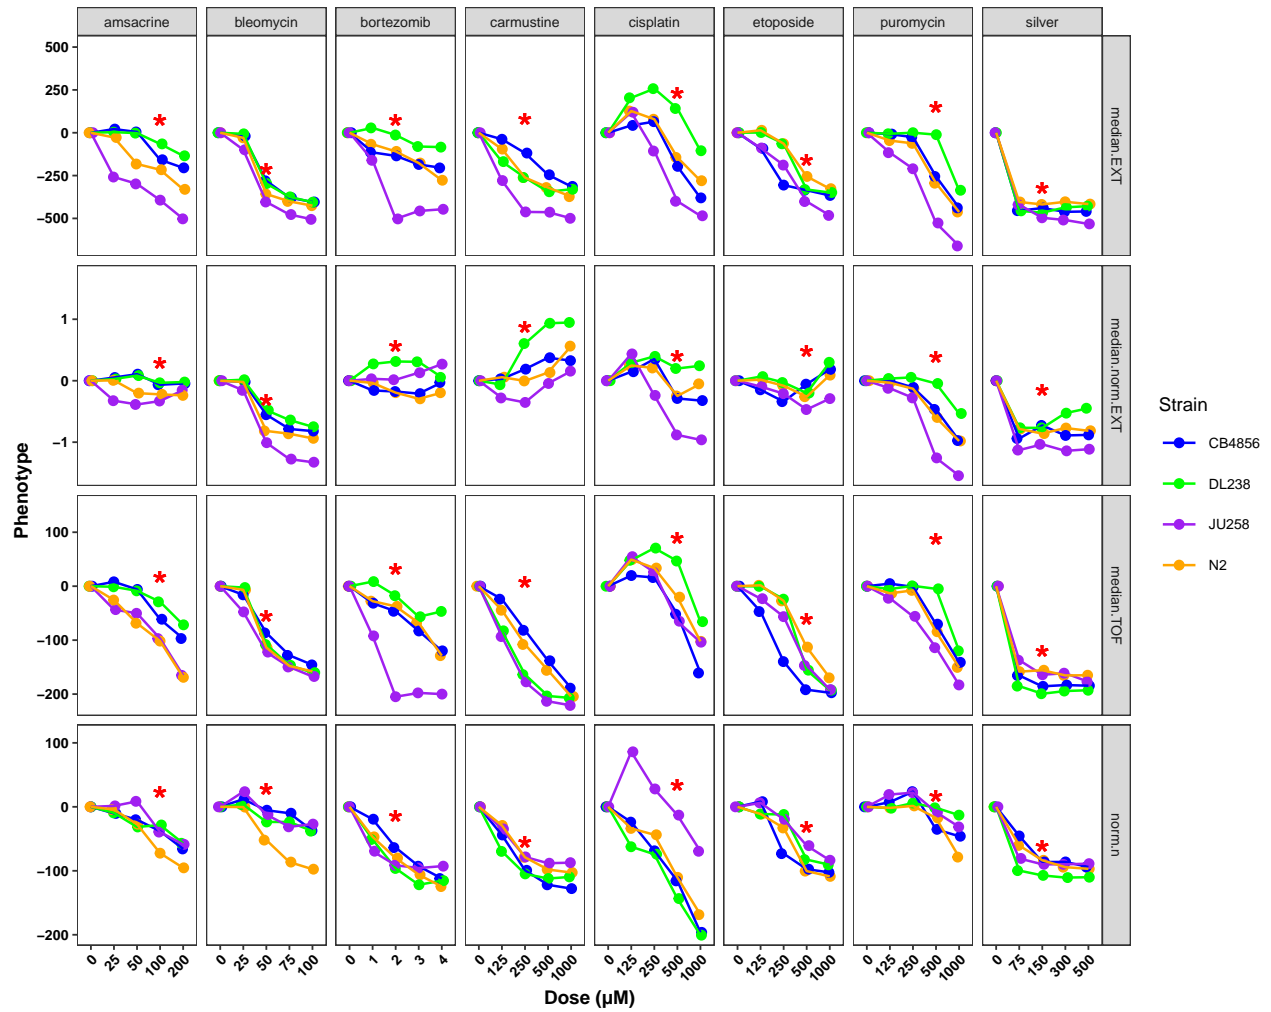 amsacrine bleomycin bortezomib carmustine cisplatin etoposide puromycin silver
500
250
0
−250
−500
median.EXT
*
*
*
*
*
*
*
*
1
0
−1
median.norm.EXT
*
*
*
*
*
*
*
*
100
0
−100
−200
median.TOF
*
*
*
*
*
*
*
*
100
0
−100
−200
norm.n
*
*
*
*
*
*
*
*
Phenotype
0 25 50 100 200
0 25 50 75 100
0 1 2 3 4
0 125 250 500 1000
0 125 250 500 1000
0 125 250 500 1000
0 125 250 500 1000
0 75 150 300 500
Dose (µM)
Strain
CB4856
DL238
JU258
N2